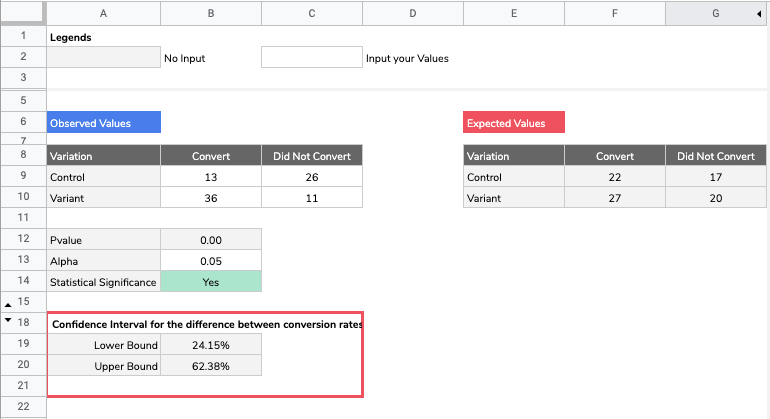 A B C D E F G
1 Legends
2 No Input Input your Values
3
5
6 Observed Values Expected Values
7
8 Variation Convert Did Not Convert Variation Convert Did Not Convert
9 Control 13 26 Control 22 17
10 Variant 36 11 Variant 27 20
11
12 Pvalue 0.00
13 Alpha 0.05
14 Statistical Significance Yes
15
18 Confidence Interval for the difference between conversion rates
19 Lower Bound 24.15%
20 Upper Bound 62.38%
21
22